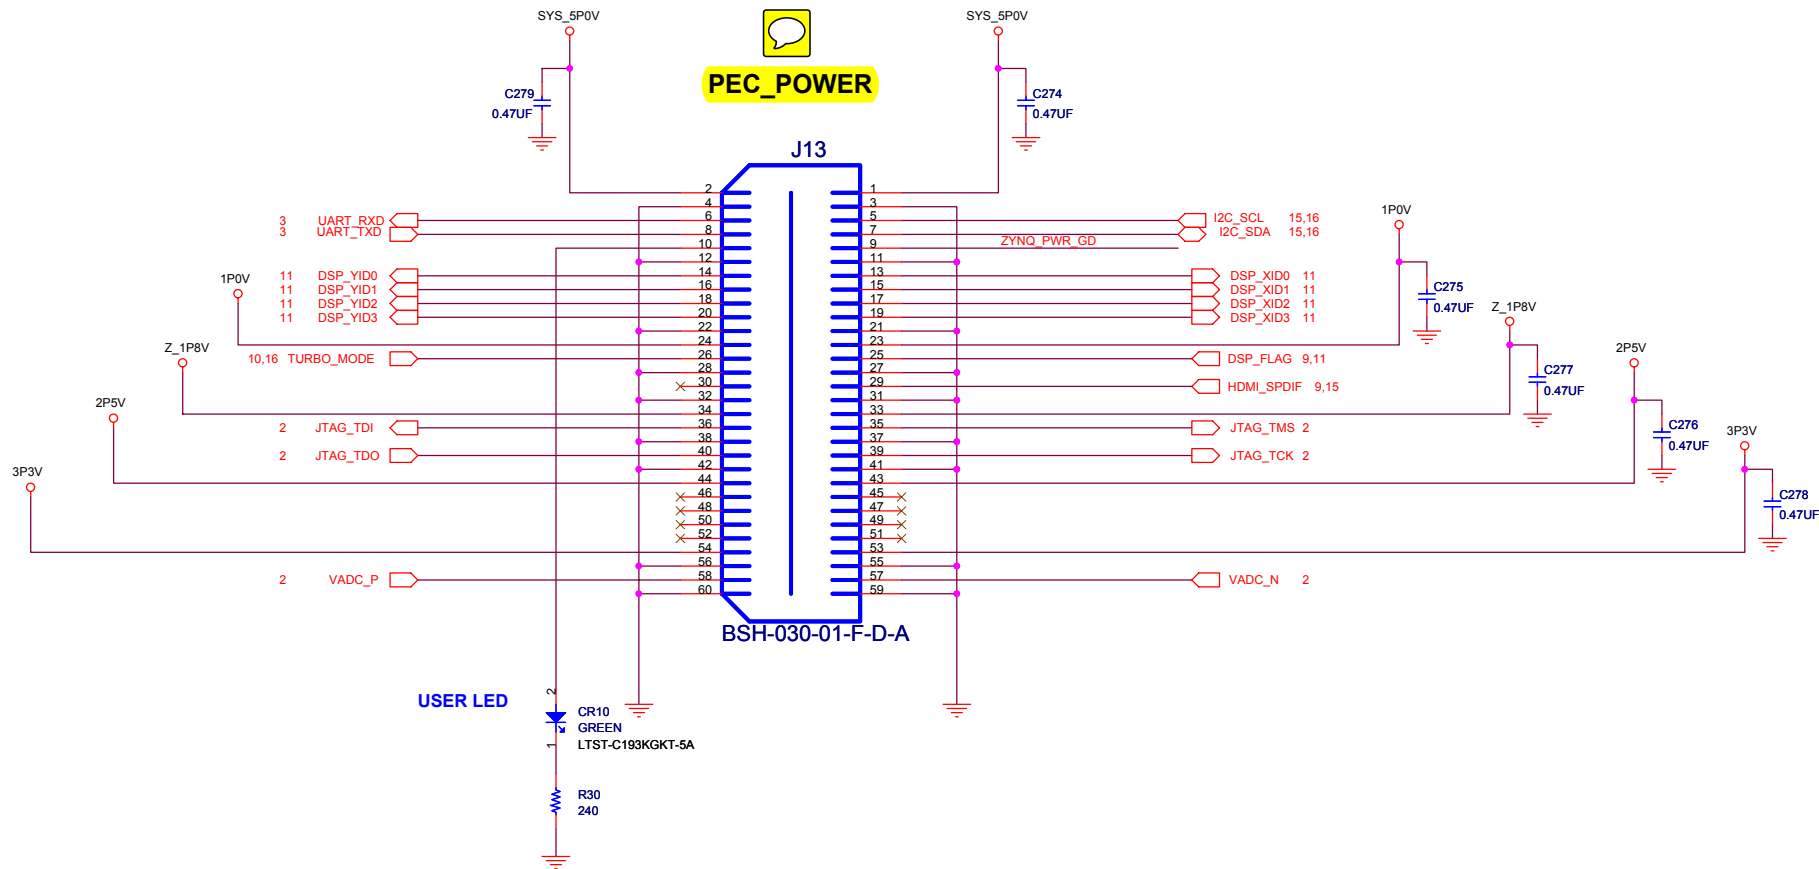 SYS_5P0V
SYS_5P0V
PEC_POWER
C279
0.47UF
C274
0.47UF
J13
2 1
4 3
3 UART_RXD 6 5 I2C_SCL 15,16
3 UART_TXD 8 7 I2C_SDA 15,16
10 9 ZYNQ_PWR_GD
12 11
11 DSP_YID0 14 13 DSP_XID0 11
11 DSP_YID1 16 15 DSP_XID1 11
11 DSP_YID2 18 17 DSP_XID2 11
11 DSP_YID3 20 19 DSP_XID3 11
22 21
24 23
10,16 TURBO_MODE 26 25 DSP_FLAG 9,11
28 27
30 29 HDMI_SPDIF 9,15
32 31
34 33
2 JTAG_TDI 36 35 JTAG_TMS 2
38 37
2 JTAG_TDO 40 39 JTAG_TCK 2
42 41
44 43
46 45
48 47
50 49
52 51
54 53
56 55
2 VADC_P 58 57 VADC_N 2
60 59
BSH-030-01-F-D-A
1P0V
Z_1P8V
2P5V
3P3V
1P0V
C275
0.47UF
Z_1P8V
C277
0.47UF
2P5V
C276
0.47UF
3P3V
C278
0.47UF
USER LED
2
CR10
GREEN
LTST-C193KGKT-5A
1
R30
240